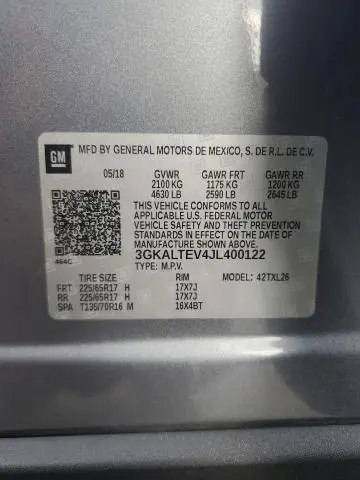 GM
MFD BY GENERAL MOTORS DE MEXICO, S. DE R.L. DE C.V.
05/18 GVWR GAWR FRT GAWR RR
2100 KG 1175 KG 1200 KG
4630 LB 2590 LB 2645 LB
THIS VEHICLE CONFORMS TO ALL
APPLICABLE U.S. FEDERAL MOTOR
VEHICLE SAFETY AND THEFT PREVENTION
STANDARDS IN EFFECT ON THE DATE OF
MANUFACTURE SHOWN ABOVE.
464C 3GKALTEV4JL400122
TYPE: M.P.V.
TIRE SIZE RIM MODEL: 42TXL26
FRT 225/65R17 H 17X7J
RR 225/65R17 H 17X7J
SPA T135/70R16 M 16X4BT